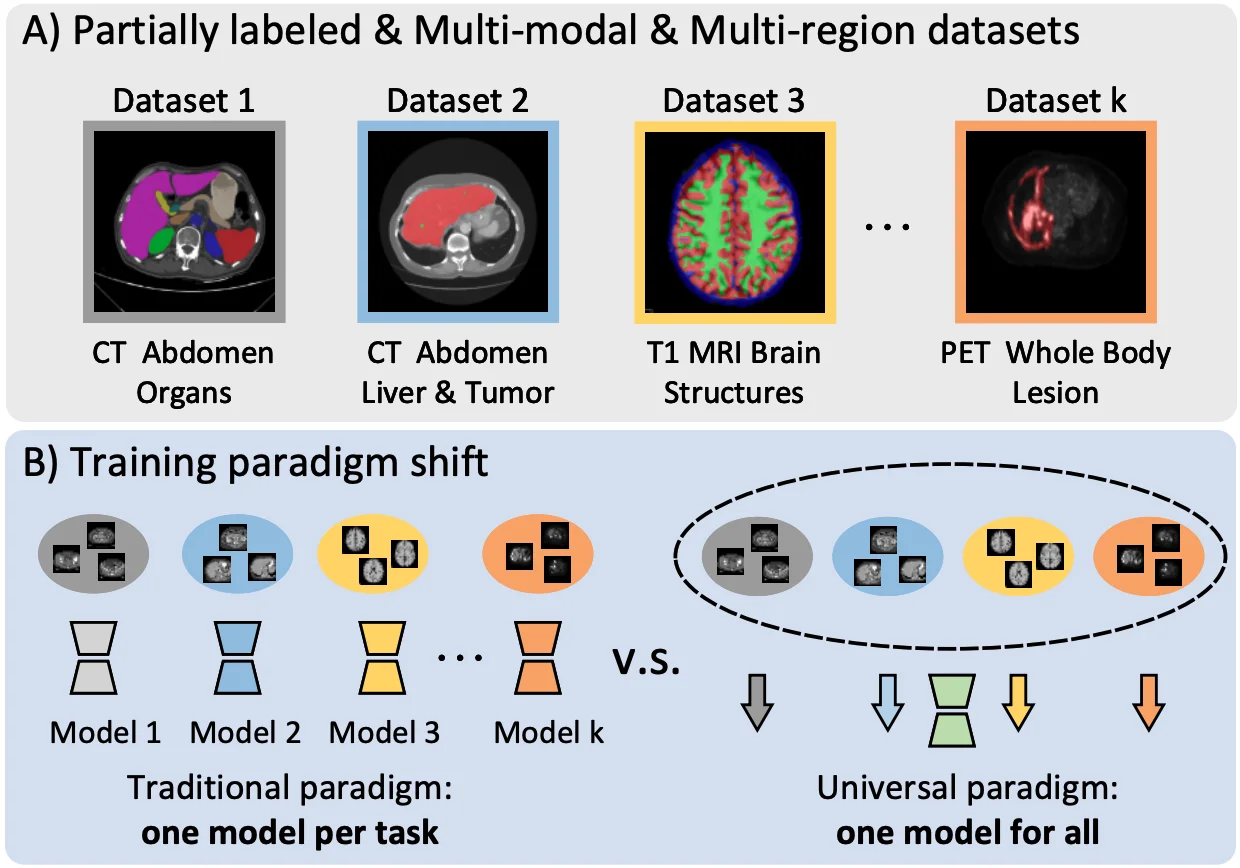 A) Partially labeled & Multi-modal & Multi-region datasets
Dataset 1
Dataset 2
Dataset 3
Dataset k
...
CT Abdomen
Organs
CT Abdomen
Liver & Tumor
T1 MRI Brain
Structures
PET Whole Body
Lesion
B) Training paradigm shift
...
v.s.
Model 1
Model 2
Model 3
Model k
Traditional paradigm:
one model per task
Universal paradigm:
one model for all